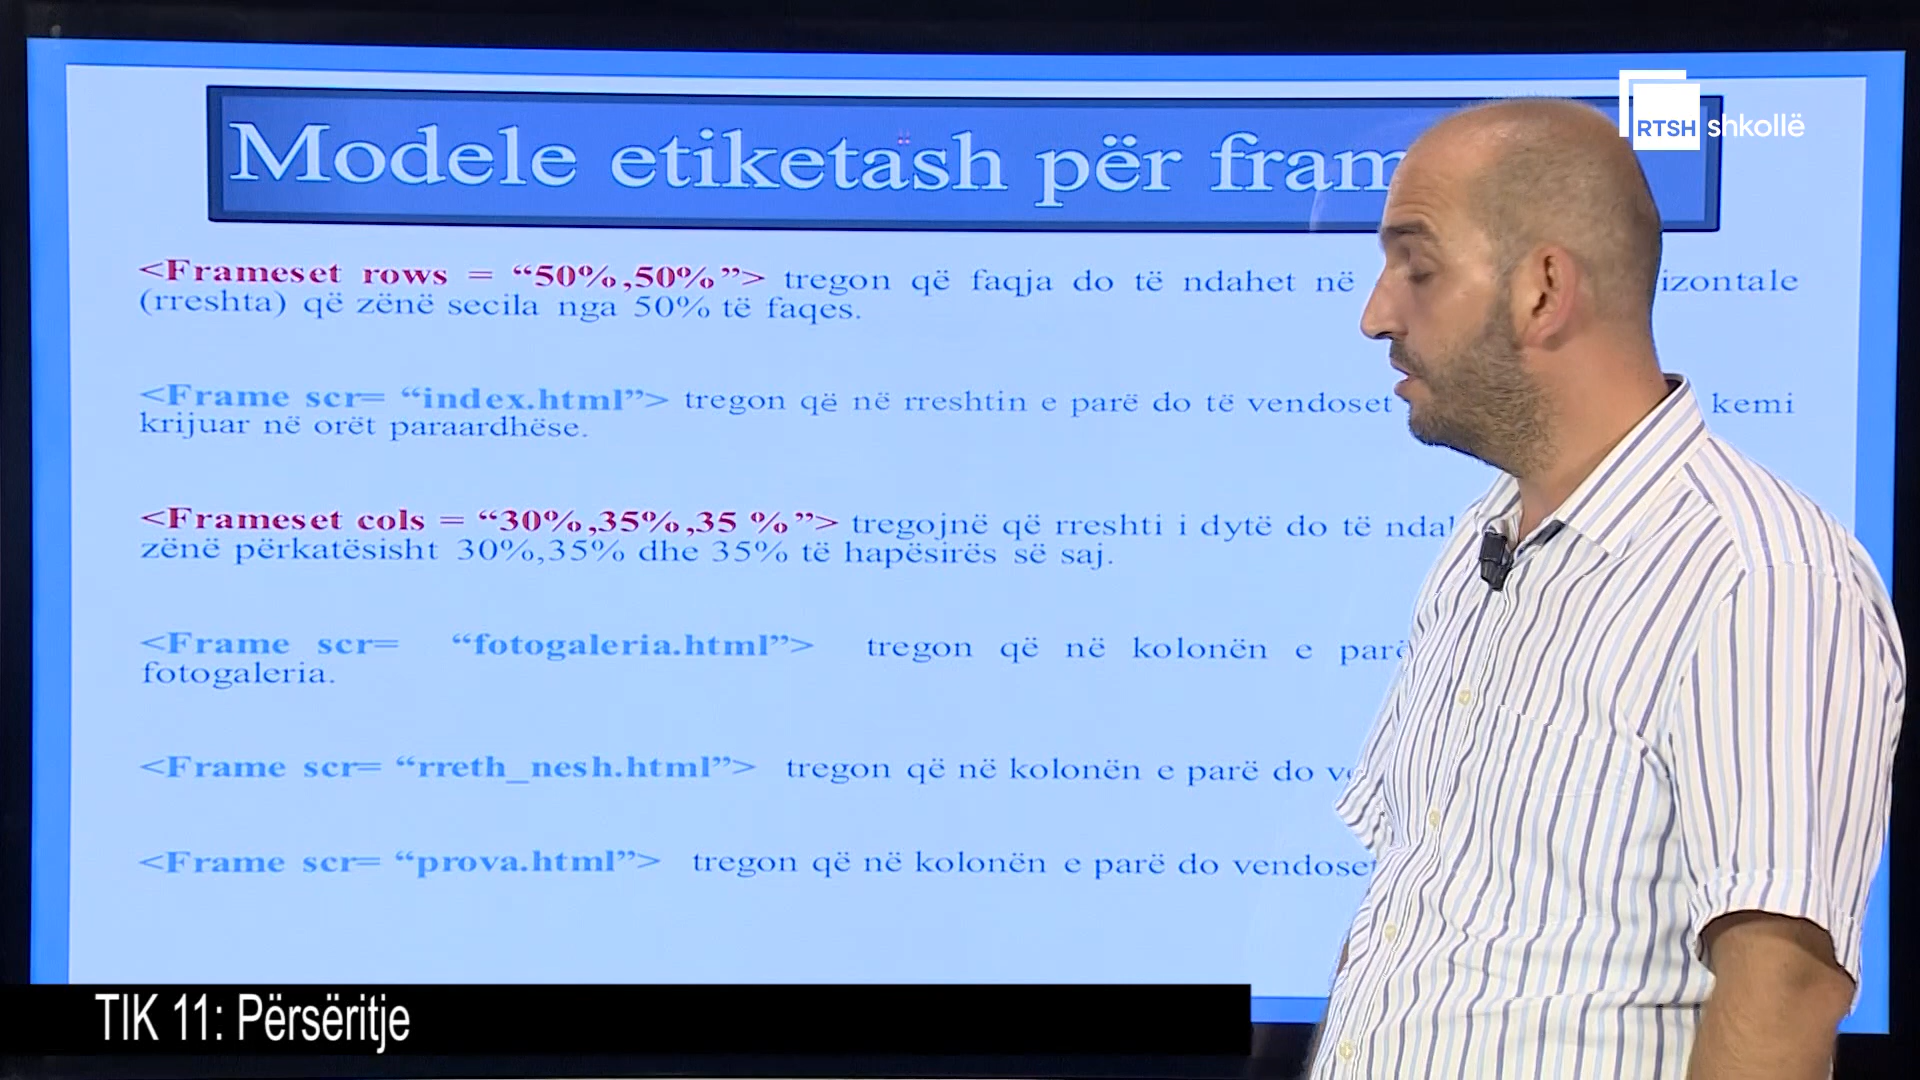 RTSH shkollë
Modele etiketash për
<Frameset rows = “50%,50%”> tregon që faqja do të ndahet në
(rreshta) që zënë secila nga 50% të faqes.
<Frame scr= “index.html”> tregon që në rreshtin e parë do të vendoset kemi
krijuar në orët paraardhëse.
<Frameset cols = “30%,35%,35 %”> tregojnë që rreshti i dytë do të
zënë përkatësisht 30%,35% dhe 35% të hapësirës së saj.
<Frame scr= “fotogaleria.html”> tregon që në kolonën e parë
fotogaleria.
<Frame scr= “rreth_nesh.html”> tregon që në kolonën e parë do
<Frame scr= “prova.html”> tregon që në kolonën e parë do vendoset
TIK 11: Përsëritje